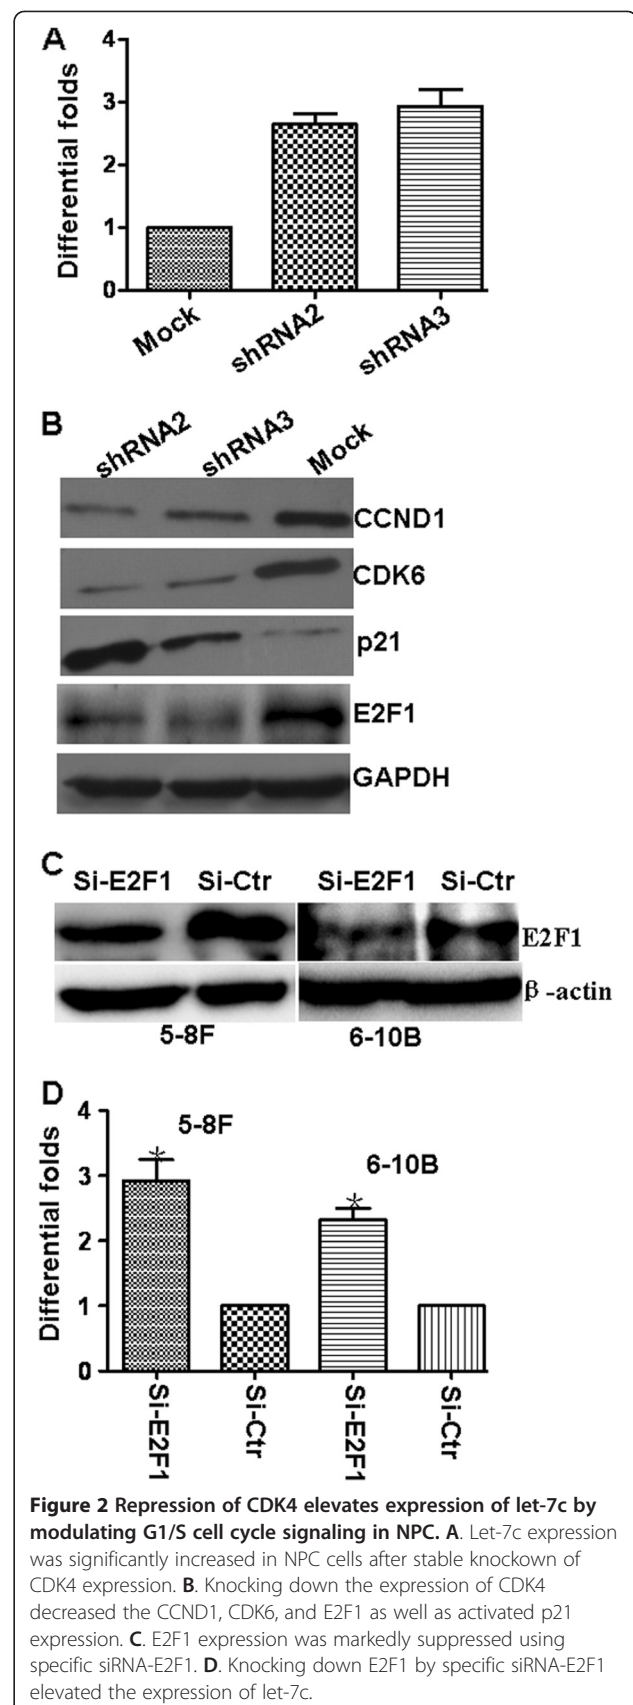 A
Differential folds
4
3
2
1
0
Mock
shRNA2
shRNA3
B
shRNA2
shRNA3
Mock
CCND1
CDK6
p21
E2F1
GAPDH
C
Si-E2F1 Si-Ctr Si-E2F1 Si-Ctr
E2F1
β-actin
5-8F 6-10B
D
Differential folds
4
3
2
1
0
5-8F
6-10B
*
*
Si-E2F1
Si-Ctr
Si-E2F1
Si-Ctr
Figure 2 Repression of CDK4 elevates expression of let-7c by
modulating G1/S cell cycle signaling in NPC. A. Let-7c expression
was significantly increased in NPC cells after stable knockown of
CDK4 expression. B. Knocking down the expression of CDK4
decreased the CCND1, CDK6, and E2F1 as well as activated p21
expression. C. E2F1 expression was markedly suppressed using
specific siRNA-E2F1. D. Knocking down E2F1 by specific siRNA-E2F1
elevated the expression of let-7c.